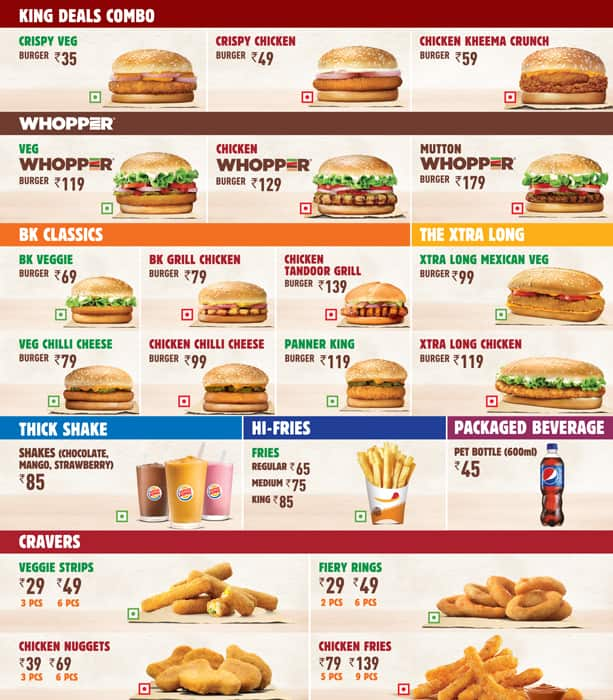 KING DEALS COMBO
CRISPY VEG
BURGER ₹35
CRISPY CHICKEN
BURGER ₹49
CHICKEN KHEEMA CRUNCH
BURGER ₹59
WHOPPER
VEG
WHOPPER
BURGER ₹119
CHICKEN
WHOPPER
BURGER ₹129
MUTTON
WHOPPER
BURGER ₹179
BK CLASSICS
BK VEGGIE
BURGER ₹69
BK GRILL CHICKEN
BURGER ₹79
CHICKEN
TANDOOR GRILL
BURGER ₹139
VEG CHILLI CHEESE
BURGER ₹79
CHICKEN CHILLI CHEESE
BURGER ₹99
PANNER KING
BURGER ₹119
THE XTRA LONG
XTRA LONG MEXICAN VEG
BURGER ₹99
XTRA LONG CHICKEN
BURGER ₹119
THICK SHAKE
SHAKES (CHOCOLATE,
MANGO, STRAWBERRY)
₹85
HI-FRIES
FRIES
REGULAR ₹65
MEDIUM ₹75
KING ₹85
PACKAGED BEVERAGE
PET BOTTLE (600ml)
₹45
CRAVERS
VEGGIE STRIPS
₹29 ₹49
3 PCS 6 PCS
FIERY RINGS
₹29 ₹49
2 PCS 6 PCS
CHICKEN NUGGETS
₹39 ₹69
3 PCS 6 PCS
CHICKEN FRIES
₹79 ₹139
5 PCS 9 PCS